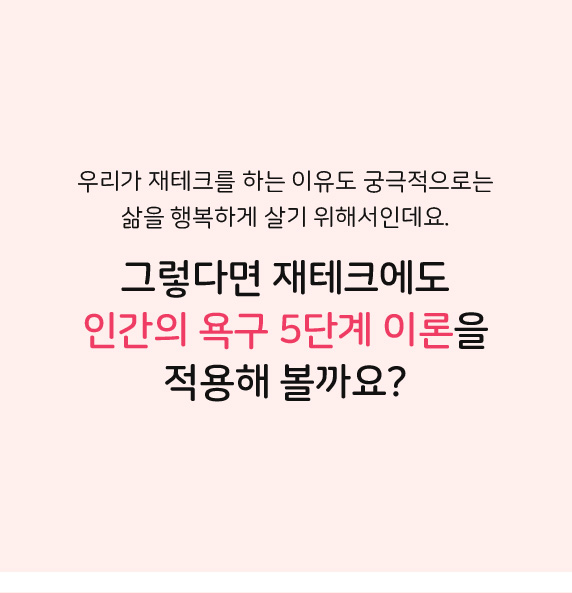 우리가 재테크를 하는 이유도 궁극적으로는
삶을 행복하게 살기 위해서인데요.
그렇다면 재테크에도
인간의 욕구 5단계 이론을
적용해 볼까요?